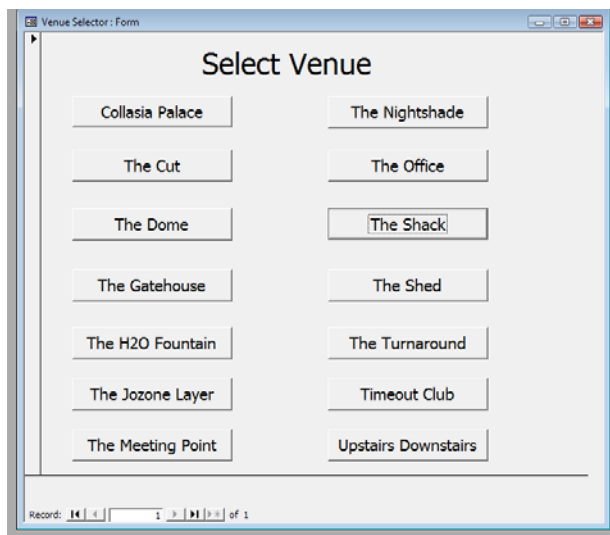 Venue Selector : Form
Select Venue
Collasia Palace
The Nightshade
The Cut
The Office
The Dome
The Shack
The Gatehouse
The Shed
The H2O Fountain
The Turnaround
The Jozone Layer
Timeout Club
The Meeting Point
Upstairs Downstairs
Record: 1 of 1